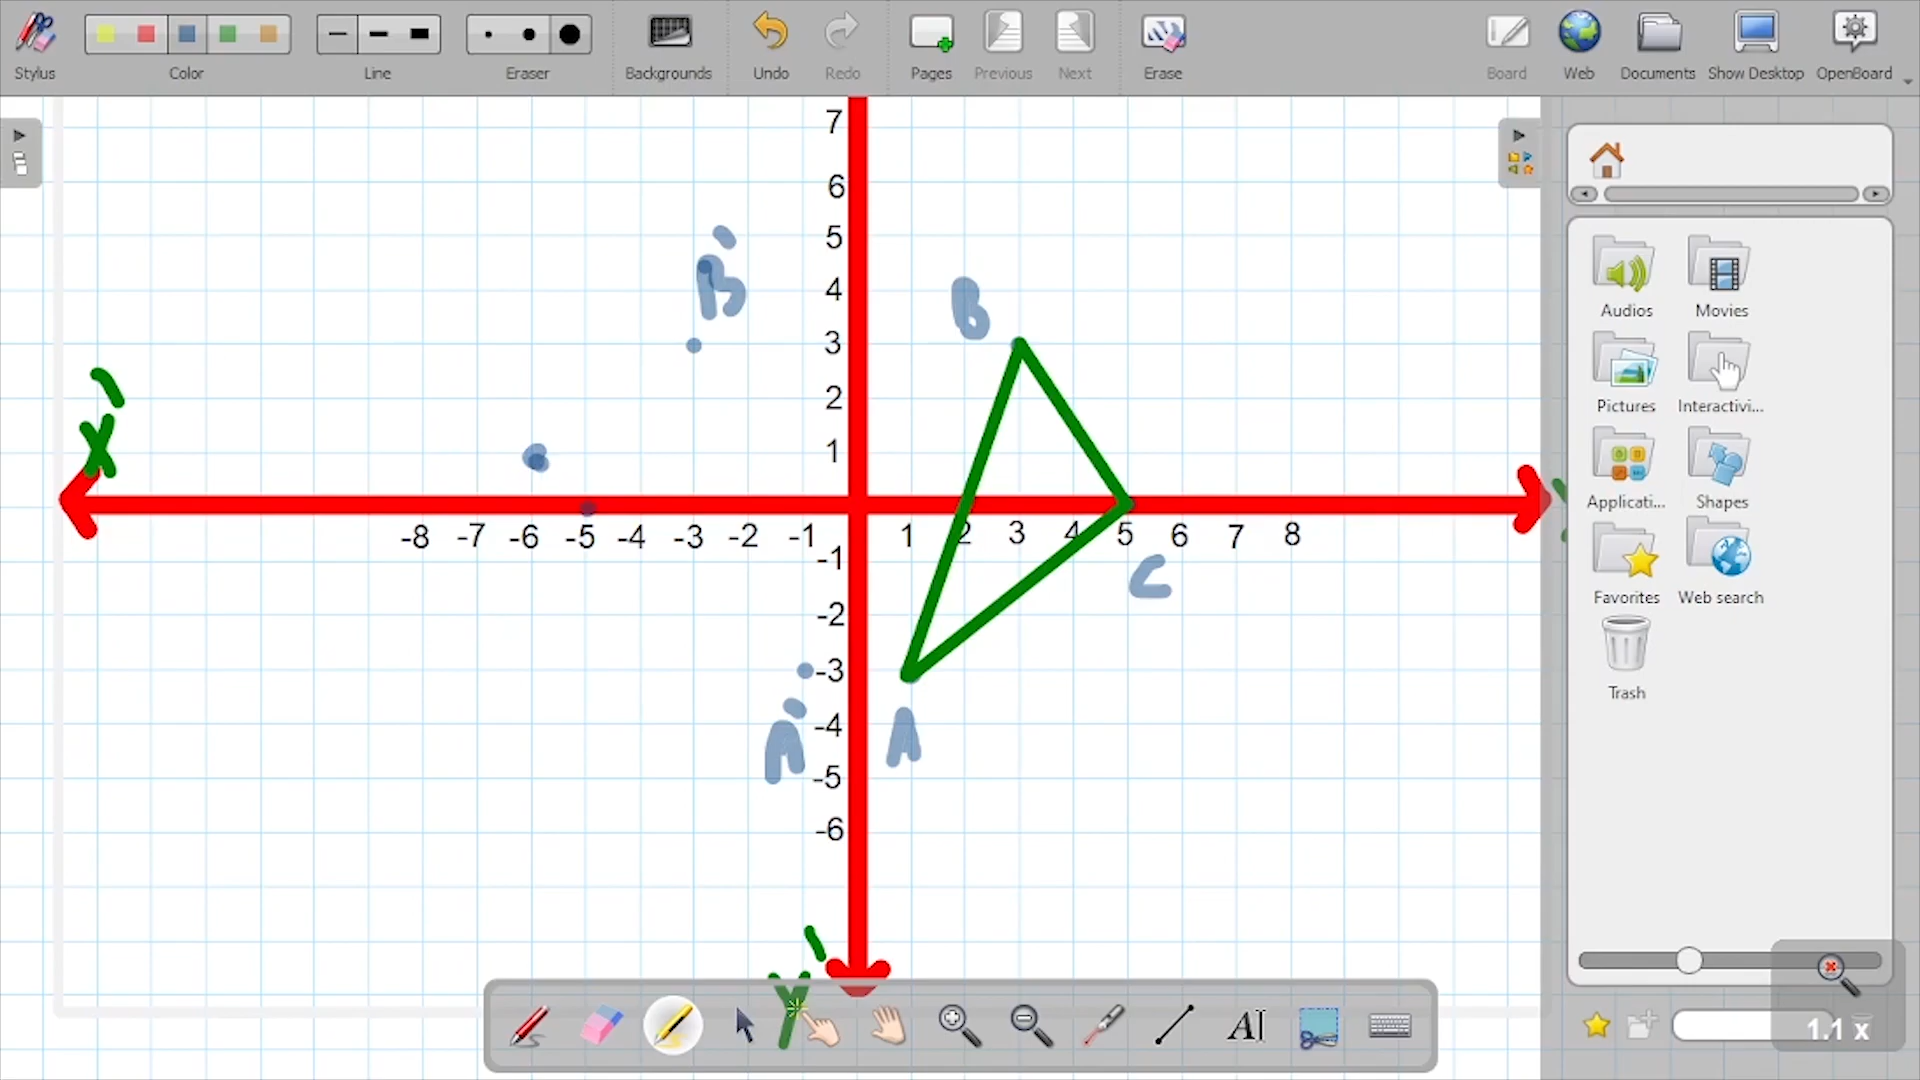 Stylus Color Line Eraser Backgrounds Undo Redo Pages Previous Next Erase Board Web Documents Show Desktop OpenBoard
7
6
5
4
3
2
1
B'
B
X'
-8 -7 -6 -5 -4 -3 -2 -1 1 2 3 4 5 6 7 8
-1
-2
-3
-4
-5
-6
C
A'
A
Y'
Audios Movies
Pictures Interactivi...
Applicati... Shapes
Favorites Web search
Trash
AI
1.1 x